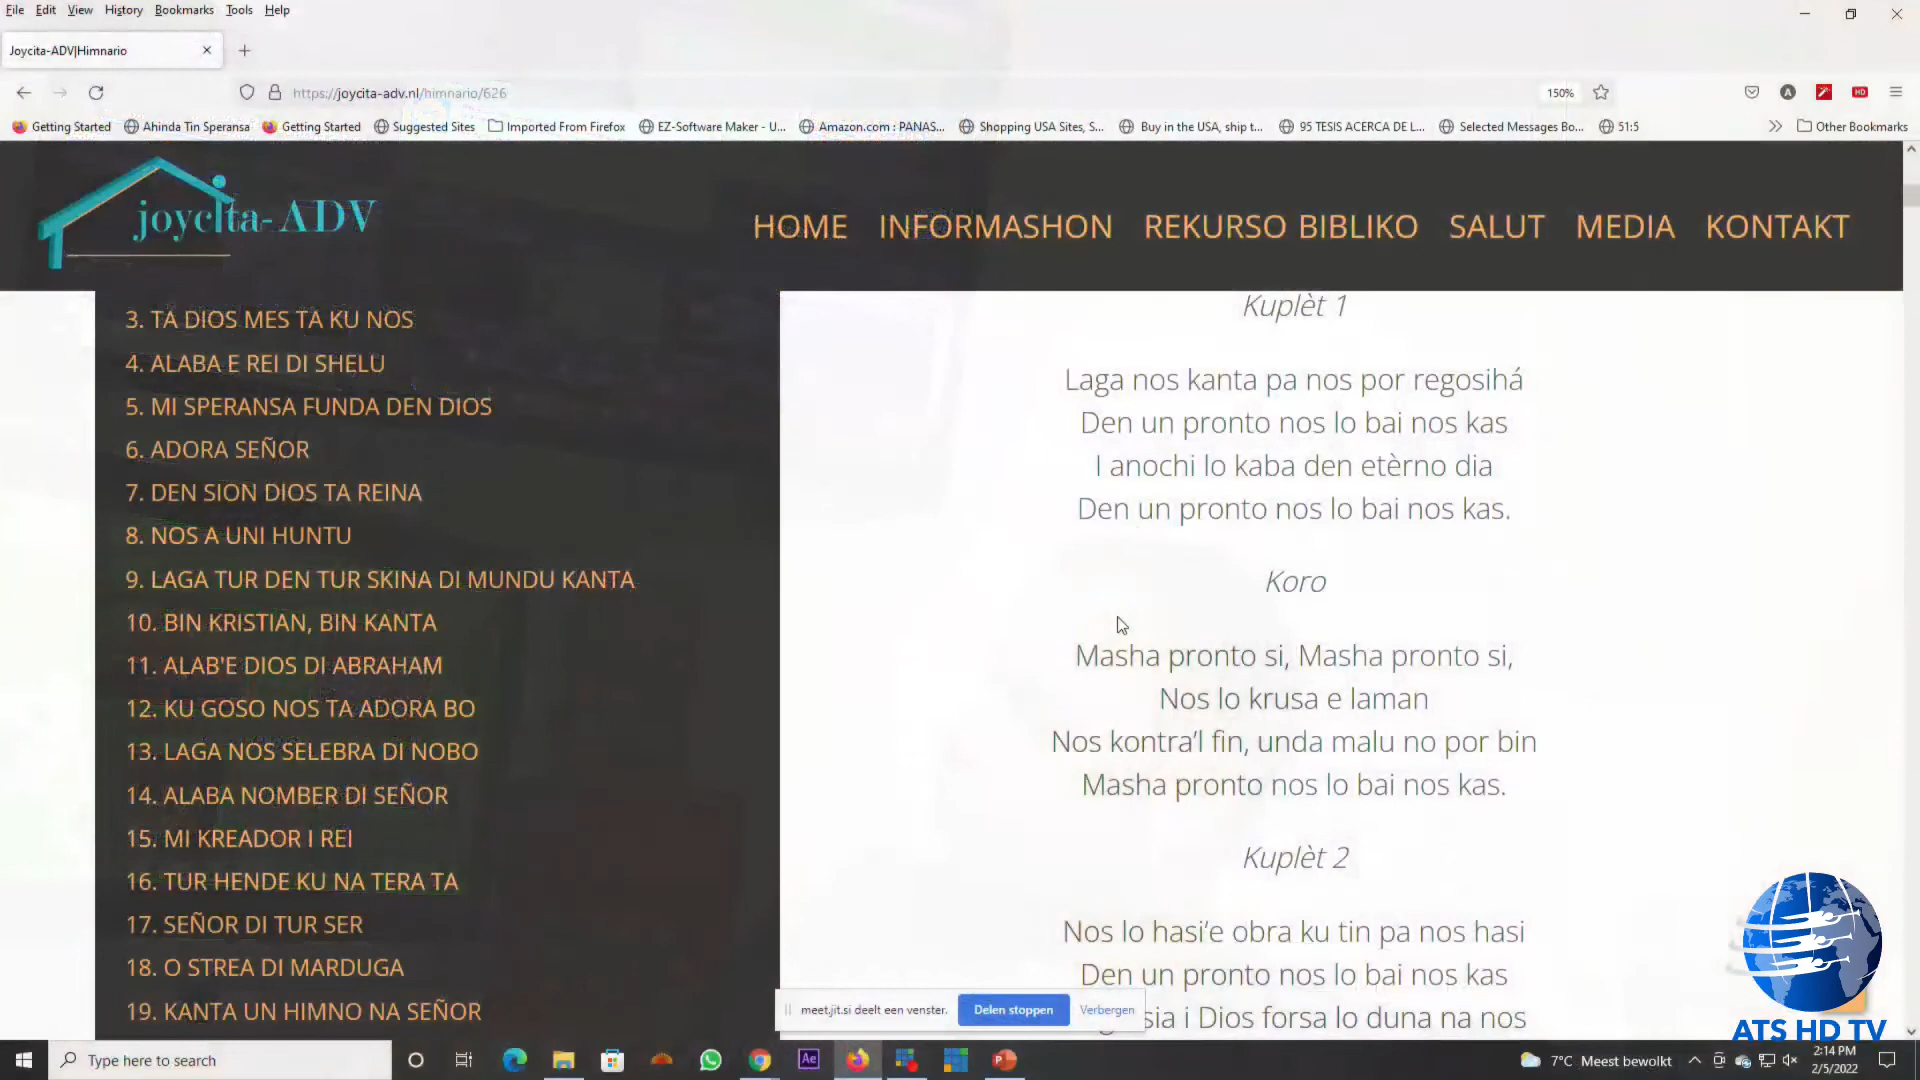 File Edit View History Bookmarks Tools Help
Joycita-ADV|Himnario
https://joycita-adv.nl/himnario/626
150%
Getting Started Ahinda Tin Speransa Getting Started Suggested Sites Imported From Firefox EZ-Software Maker - U... Amazon.com : PANAS... Shopping USA Sites, S... Buy in the USA, ship t... 95 TESIS ACERCA DE L... Selected Messages Bo... 51:5 Other Bookmarks
joycita-ADV
HOME INFORMASHON REKURSO BIBLIKO SALUT MEDIA KONTAKT
3. TA DIOS MES TA KU NOS
4. ALABA E REI DI SHELU
5. MI SPERANSA FUNDA DEN DIOS
6. ADORA SEÑOR
7. DEN SION DIOS TA REINA
8. NOS A UNI HUNTU
9. LAGA TUR DEN TUR SKINA DI MUNDU KANTA
10. BIN KRISTIAN, BIN KANTA
11. ALAB'E DIOS DI ABRAHAM
12. KU GOSO NOS TA ADORA BO
13. LAGA NOS SELEBRA DI NOBO
14. ALABA NOMBER DI SEÑOR
15. MI KREADOR I REI
16. TUR HENDE KU NA TERA TA
17. SEÑOR DI TUR SER
18. O STREA DI MARDUGA
19. KANTA UN HIMNO NA SEÑOR
Kuplèt 1
Laga nos kanta pa nos por regosihá
Den un pronto nos lo bai nos kas
I anochi lo kaba den etèrno dia
Den un pronto nos lo bai nos kas.
Koro
Masha pronto si, Masha pronto si,
Nos lo krusa e laman
Nos kontra’l fin, unda malu no por bin
Masha pronto nos lo bai nos kas.
Kuplèt 2
Nos lo hasi’e obra ku tin pa nos hasi
Den un pronto nos lo bai nos kas
i Dios forsa lo duna na nos
meet.jit.si deelt een venster. Delen stoppen Verbergen
ATS HD TV
Type here to search
Ae
7°C Meest bewolkt
2:14 PM
2/5/2022